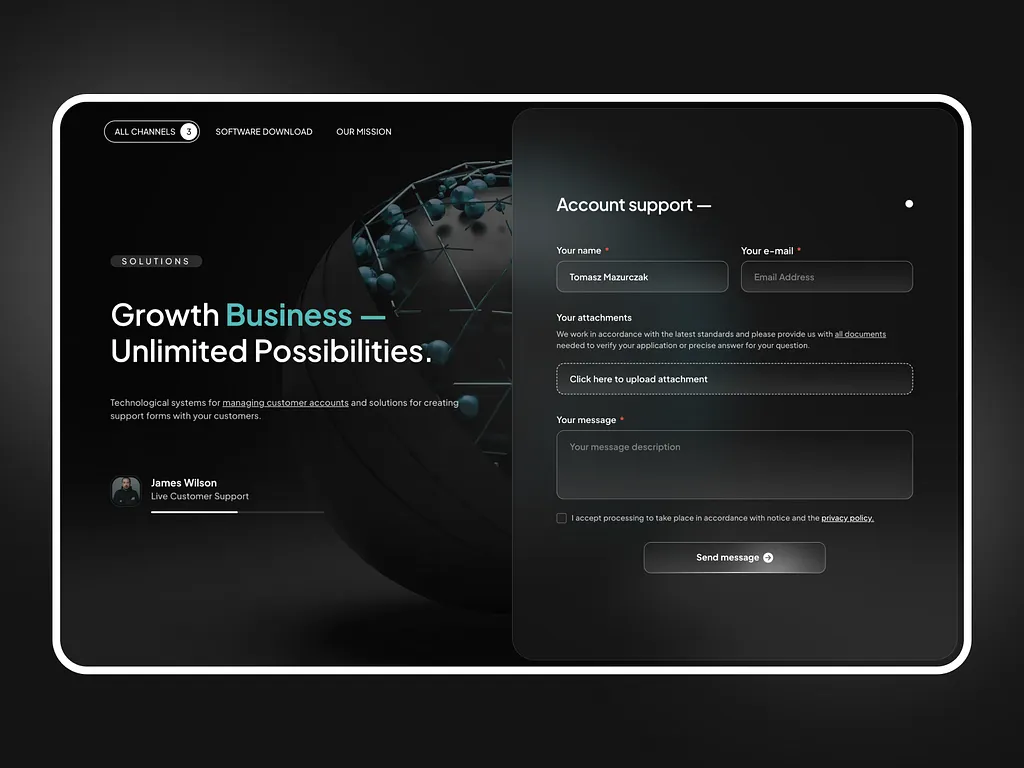 ALL CHANNELS 3 SOFTWARE DOWNLOAD OUR MISSION
SOLUTIONS
Growth Business —
Unlimited Possibilities.
Technological systems for managing customer accounts and solutions for creating
support forms with your customers.
James Wilson
Live Customer Support
Account support —
Your name * Your e-mail *
Tomasz Mazurczak Email Address
Your attachments
We work in accordance with the latest standards and please provide us with all documents
needed to verify your application or precise answer for your question.
Click here to upload attachment
Your message *
Your message description
I accept processing to take place in accordance with notice and the privacy policy.
Send message